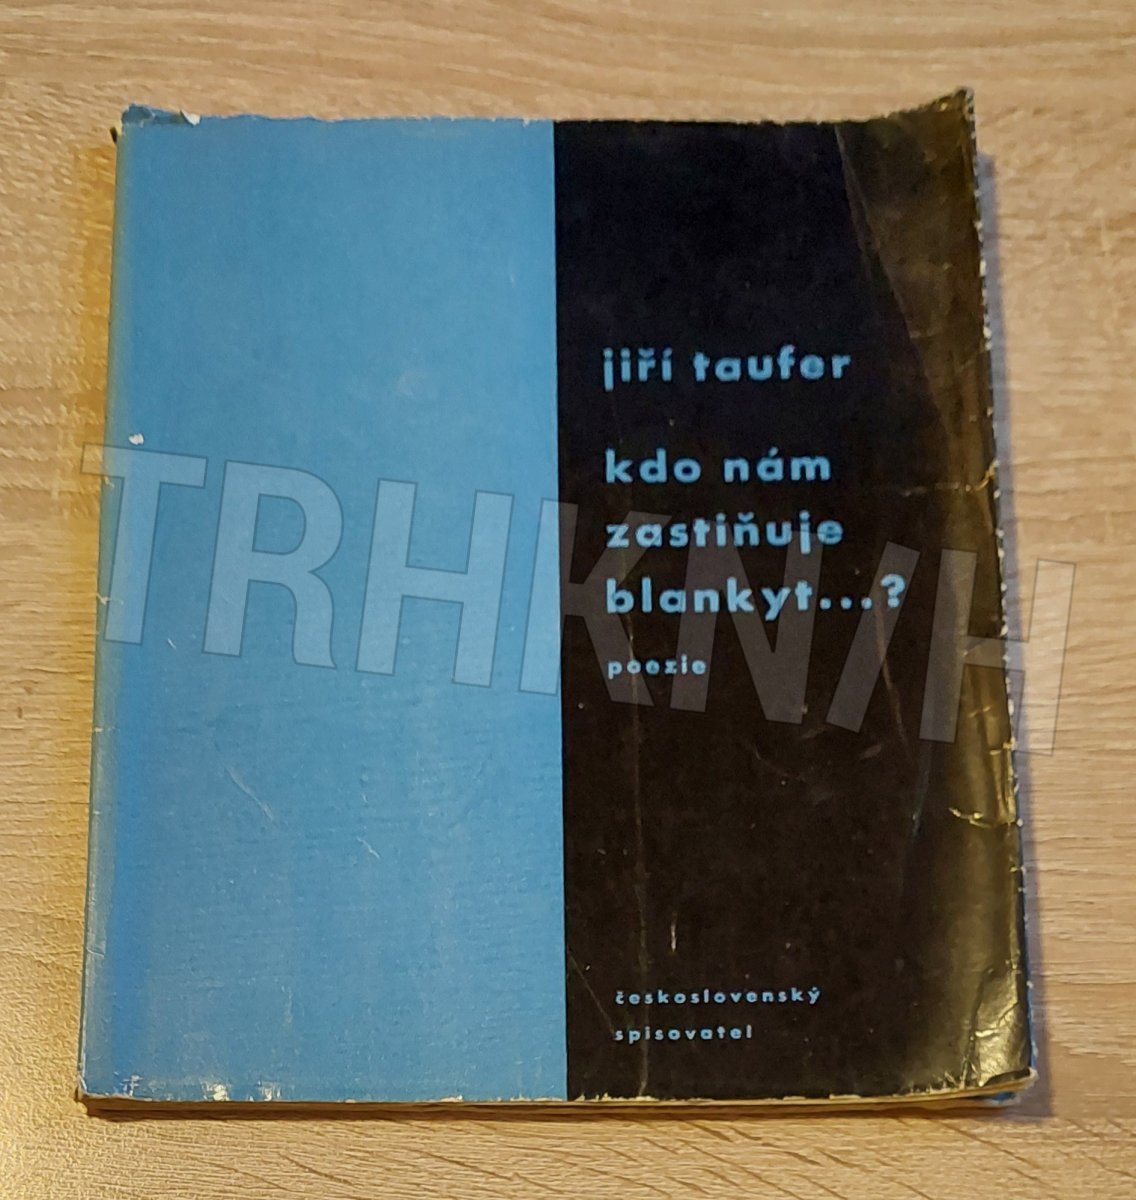 jiří taufer
kdo nám
zastiňuje
blankyt...?
poezie
československý
spisovatel
TRHKNIH